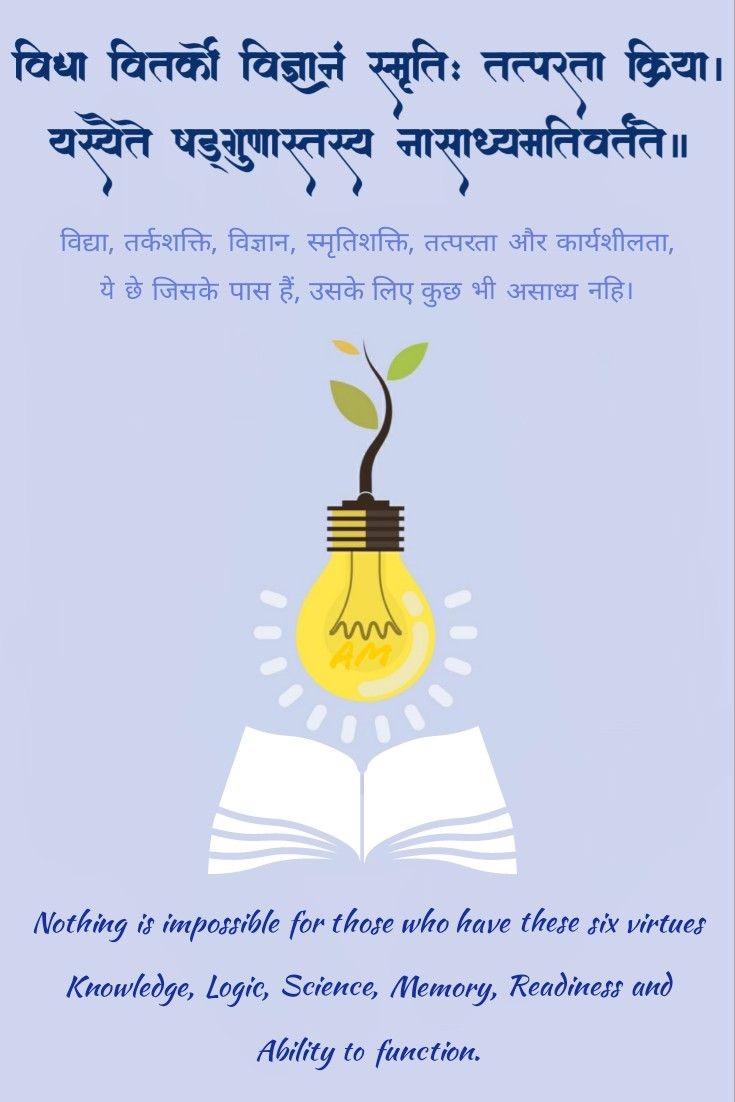 विधा वितर्को विज्ञानं स्मृतिः तत्परता क्रिया।
यस्यैते षड्गुणास्तस्य नासाध्यमतिवर्तते॥
विद्या, तर्कशक्ति, विज्ञान, स्मृतिशक्ति, तत्परता और कार्यशीलता,
ये छे जिसके पास हैं, उसके लिए कुछ भी असाध्य नहि।
AM
Nothing is impossible for those who have these six virtues
Knowledge, Logic, Science, Memory, Readiness and
Ability to function.